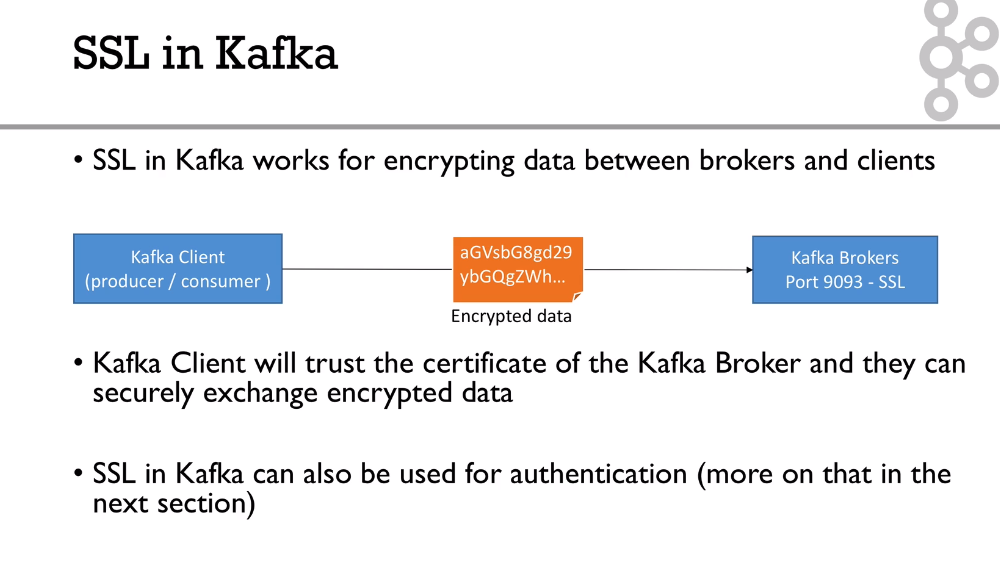 SSL in Kafka
• SSL in Kafka works for encrypting data between brokers and clients
Kafka Client
(producer / consumer )
aGVsbG8gd29
ybGQgZWh...
Encrypted data
Kafka Brokers
Port 9093 - SSL
• Kafka Client will trust the certificate of the Kafka Broker and they can
securely exchange encrypted data
• SSL in Kafka can also be used for authentication (more on that in the
next section)